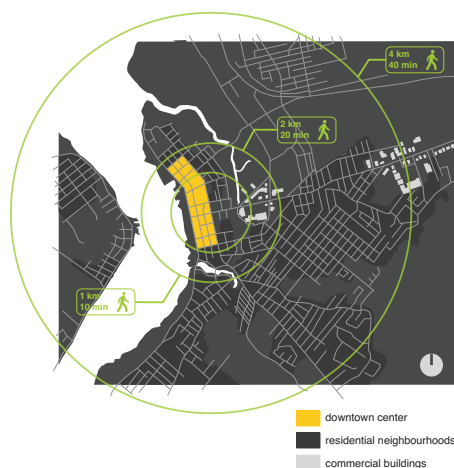 4 km
40 min
2 km
20 min
1 km
10 min
downtown center
residential neighbourhoods
commercial buildings